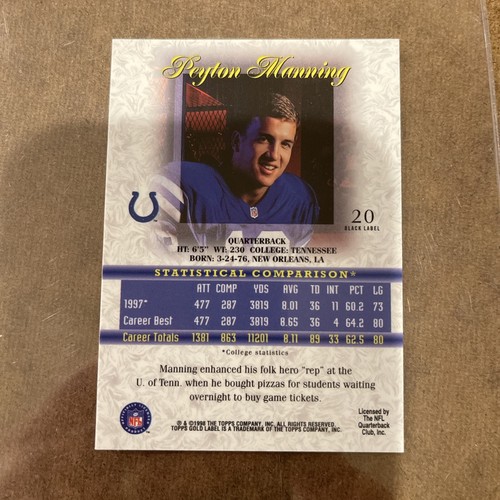 Peyton Manning
20
BLACK LABEL
QUARTERBACK
HT: 6'5" WT: 230 COLLEGE: TENNESSEE
BORN: 3-24-76, NEW ORLEANS, LA
STATISTICAL COMPARISON*
ATT COMP YDS AVG TD INT PCT LG
1997* 477 287 3819 8.01 36 11 60.2 73
Career Best 477 287 3819 8.65 36 4 64.2 80
Career Totals 1381 863 11201 8.11 89 33 62.5 80
*College statistics
Manning enhanced his folk hero "rep" at the
U. of Tenn. when he bought pizzas for students waiting
overnight to buy game tickets.
NFL
® & ©1998 THE TOPPS COMPANY, INC. ALL RIGHTS RESERVED.
TOPPS GOLD LABEL IS A TRADEMARK OF THE TOPPS COMPANY, INC.
Licensed by
The NFL
Quarterback
Club, Inc.